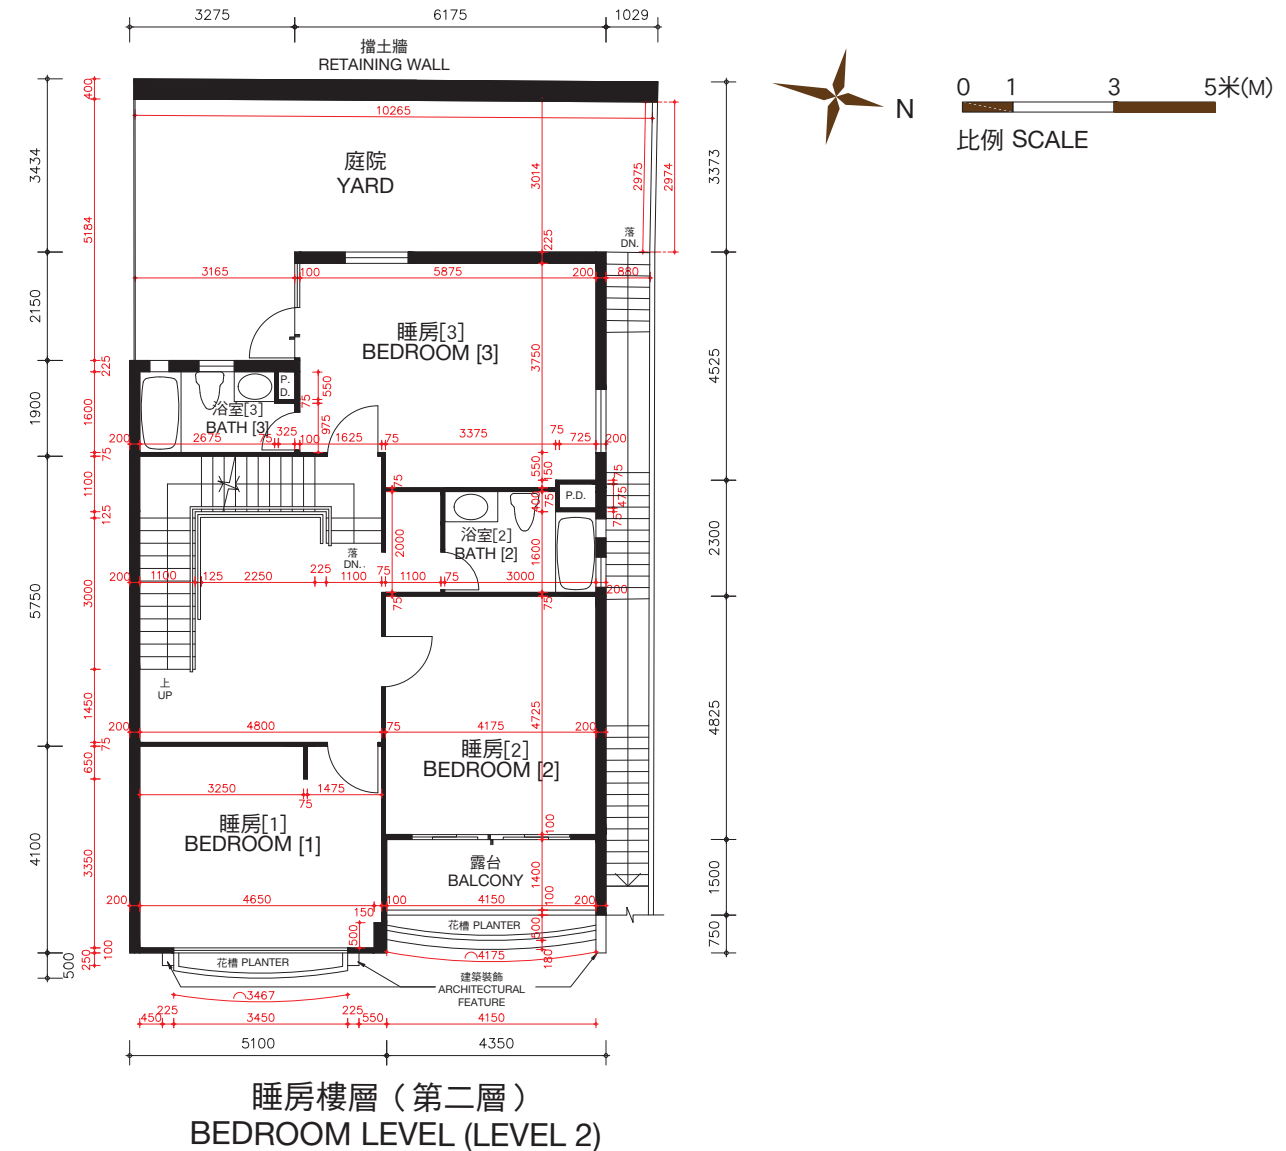 3275 6175 1029
擋土牆
RETAINING WALL
N
0 1 3 5米(M)
比例 SCALE
400
10265
3434
5184
庭院
YARD
3014
2975
2974
3373
落
DN.
225
3165 100 5875 200 880
2150
睡房[3]
BEDROOM [3]
3750
4525
225
P.
D.
550
75
1900
1600
浴室[3]
BATH [3]
975
200 2675 75 325 100 1625 75 3375 75 725 200
75
1100
125
75
550
150
400
75
P.D.
75
475
75
2000
浴室[2]
BATH [2]
1600
2300
落
DN.
200 1100 125 2250 225 1100 75 1100 75 3000 200
5750
3000
75
75
上
UP
1450
4725
4825
200 4800 75 4175 200
75
650
睡房[2]
BEDROOM [2]
3250 75 1475
睡房[1]
BEDROOM [1]
100
4100
3350
露台
BALCONY
1400
1500
200 4650 150 100 4150 100 200
500
花槽 PLANTER
500
750
100
250
500
花槽 PLANTER
4175
180
建築裝飾
ARCHITECTURAL
FEATURE
3467
450 225 3450 225 550 4150
5100 4350
睡房樓層（第二層）
BEDROOM LEVEL (LEVEL 2)